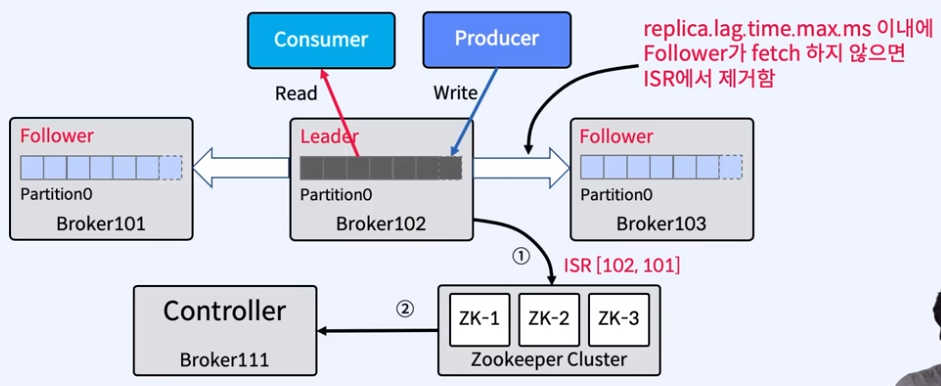 Consumer
Producer
replica.lag.time.max.ms 이내에
Follower가 fetch 하지 않으면
ISR에서 제거함
Read
Write
Follower
Partition0
Broker101
Leader
Partition0
Broker102
Follower
Partition0
Broker103
①
ISR [102, 101]
Controller
Broker111
②
ZK-1
ZK-2
ZK-3
Zookeeper Cluster